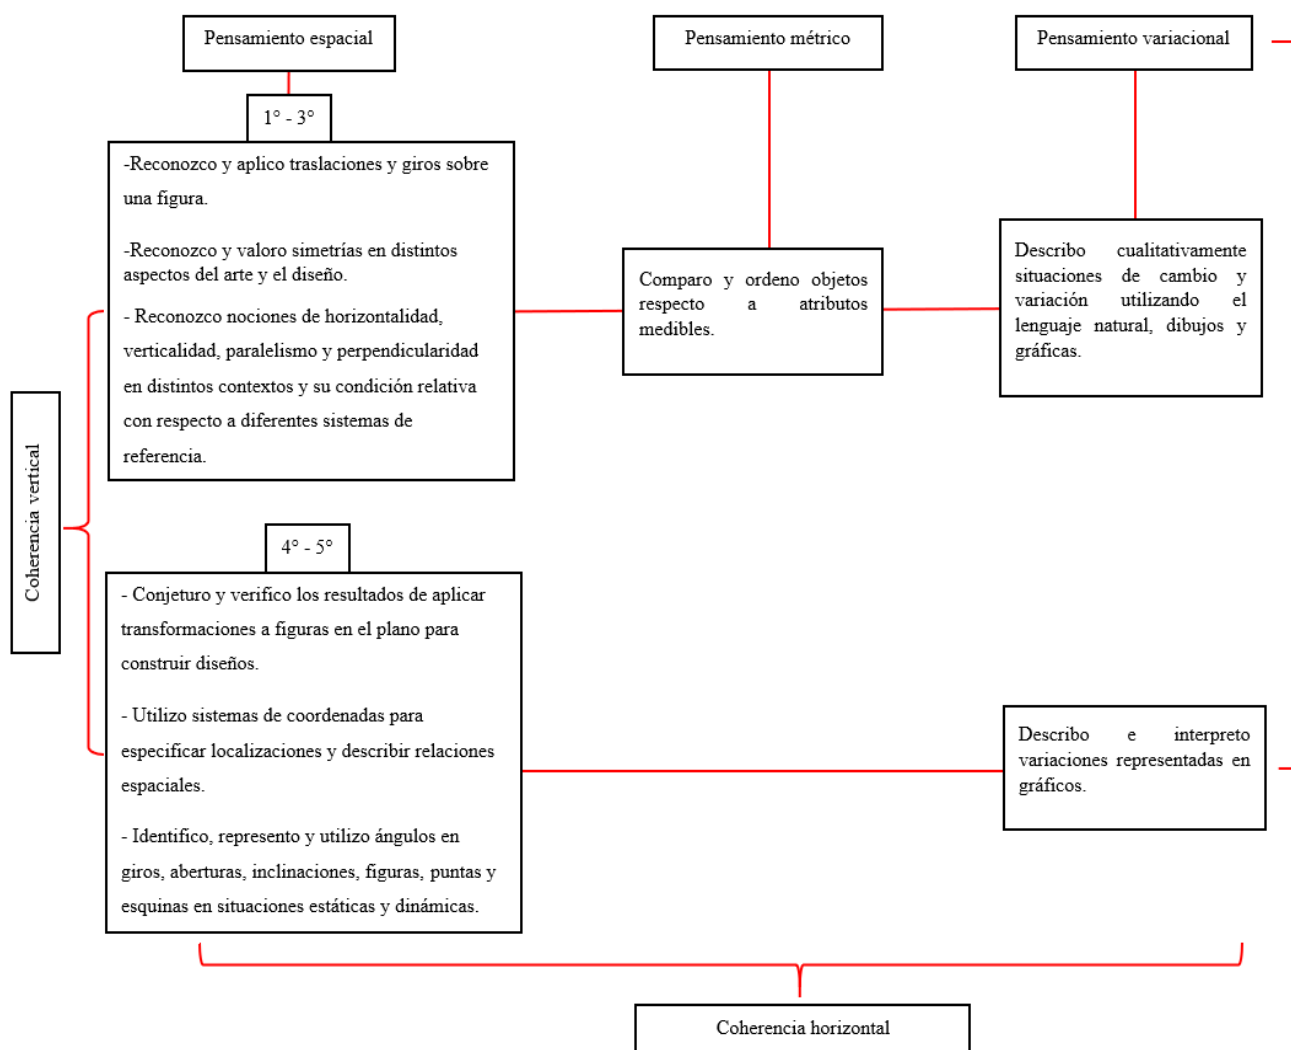 Pensamiento espacial
Pensamiento métrico
Pensamiento variacional
1° - 3°
-Reconozco y aplico traslaciones y giros sobre
una figura.
-Reconozco y valoro simetrías en distintos
aspectos del arte y el diseño.
- Reconozco nociones de horizontalidad,
verticalidad, paralelismo y perpendicularidad
en distintos contextos y su condición relativa
con respecto a diferentes sistemas de
referencia.
Comparo y ordeno objetos
respecto a atributos
medibles.
Describo cualitativamente
situaciones de cambio y
variación utilizando el
lenguaje natural, dibujos y
gráficas.
Coherencia vertical
4° - 5°
- Conjeturo y verifico los resultados de aplicar
transformaciones a figuras en el plano para
construir diseños.
- Utilizo sistemas de coordenadas para
especificar localizaciones y describir relaciones
espaciales.
- Identifico, represento y utilizo ángulos en
giros, aberturas, inclinaciones, figuras, puntas y
esquinas en situaciones estáticas y dinámicas.
Describo e interpreto
variaciones representadas en
gráficos.
Coherencia horizontal